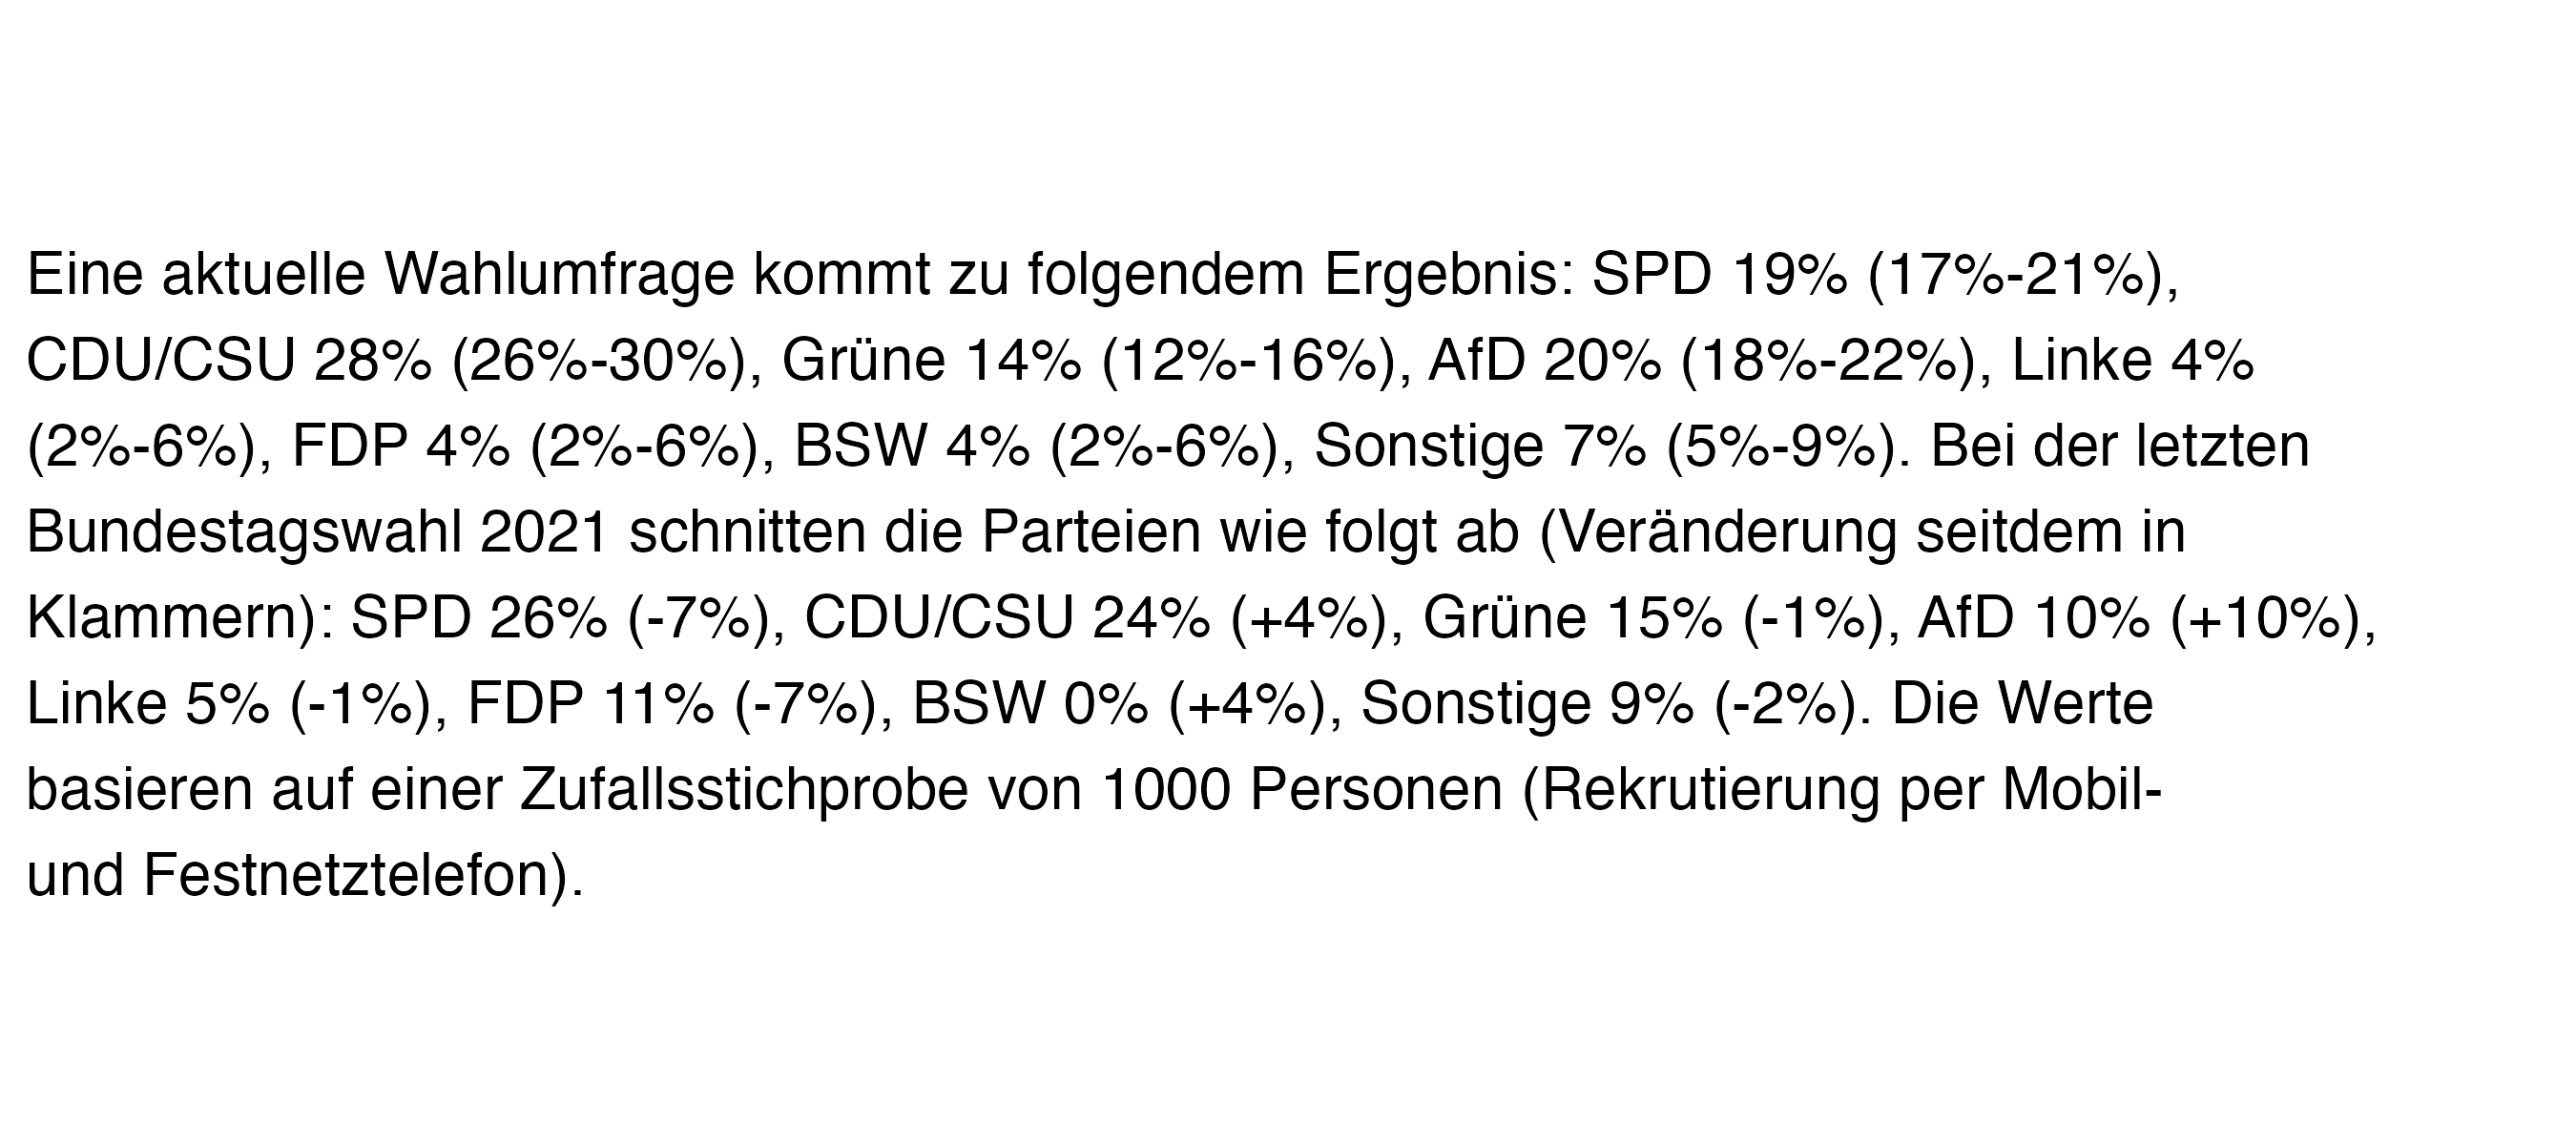 Eine aktuelle Wahlumfrage kommt zu folgendem Ergebnis: SPD 19% (17%-21%),
CDU/CSU 28% (26%-30%), Grüne 14% (12%-16%), AfD 20% (18%-22%), Linke 4%
(2%-6%), FDP 4% (2%-6%), BSW 4% (2%-6%), Sonstige 7% (5%-9%). Bei der letzten
Bundestagswahl 2021 schnitten die Parteien wie folgt ab (Veränderung seitdem in
Klammern): SPD 26% (-7%), CDU/CSU 24% (+4%), Grüne 15% (-1%), AfD 10% (+10%),
Linke 5% (-1%), FDP 11% (-7%), BSW 0% (+4%), Sonstige 9% (-2%). Die Werte
basieren auf einer Zufallsstichprobe von 1000 Personen (Rekrutierung per Mobil-
und Festnetztelefon).